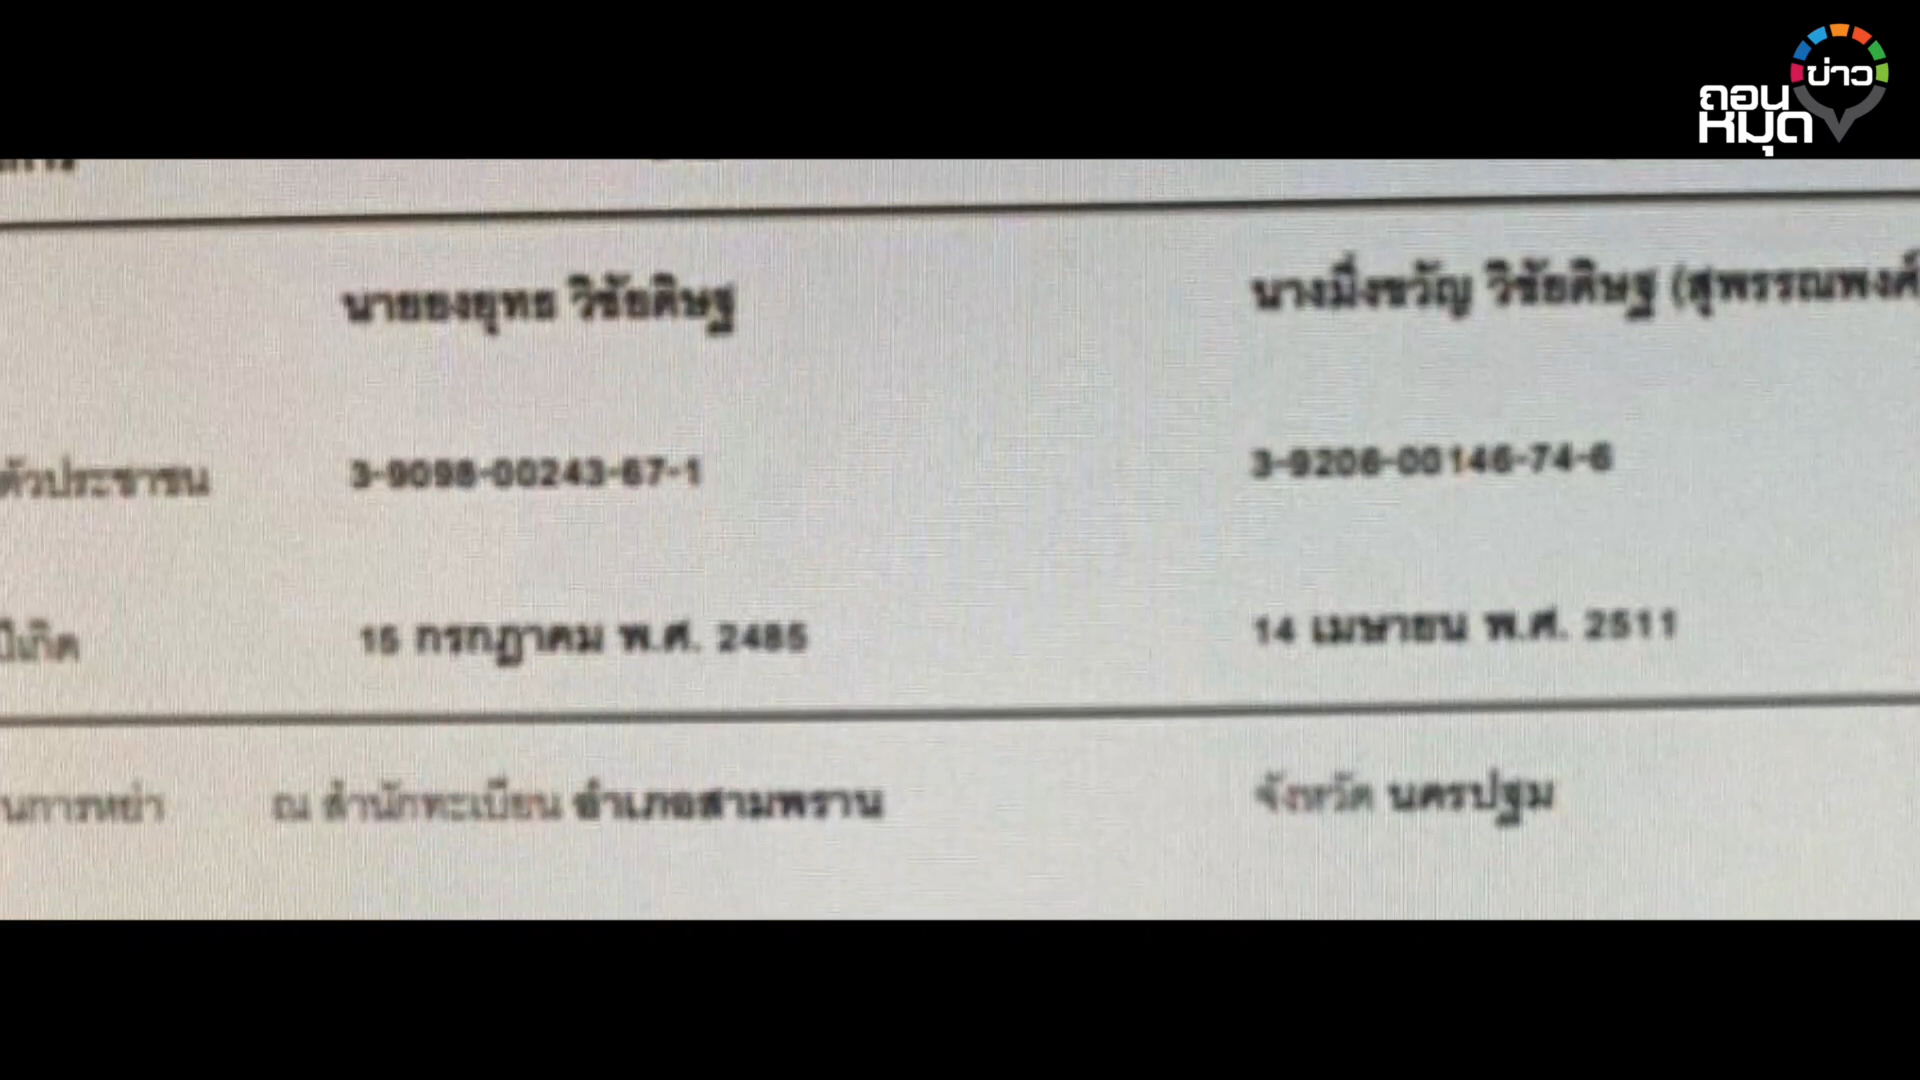 ข่าว
ถอน
หมุด
นายยงยุทธ วิชัยดิษฐ นางมิ่งขวัญ วิชัยดิษฐ (สุพรรณพงศ์
ตัวประชาชน 3-9098-00243-67-1 3-9206-00146-74-6
ปีเกิด 15 กรกฎาคม พ.ศ. 2485 14 เมษายน พ.ศ. 2511
นการหย่า ณ สำนักทะเบียน อำเภอสามพราน จังหวัด นครปฐม